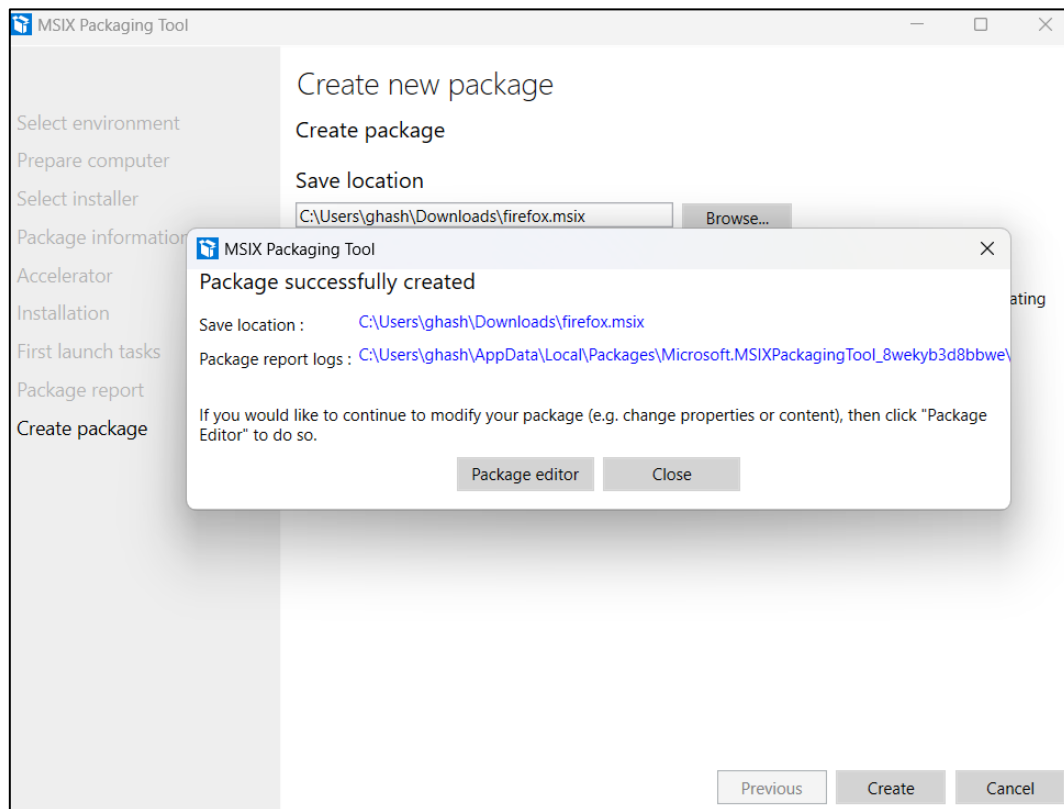 MSIX Packaging Tool
Create new package
Create package
Select environment
Prepare computer
Select installer
Package information
Accelerator
Installation
First launch tasks
Package report
Create package
Save location
C:\Users\ghash\Downloads\firefox.msix
Browse...
MSIX Packaging Tool
Package successfully created
Save location :
C:\Users\ghash\Downloads\firefox.msix
Package report logs :
C:\Users\ghash\AppData\Local\Packages\Microsoft.MSIXPackagingTool_8wekyb3d8bbwe\
If you would like to continue to modify your package (e.g. change properties or content), then click "Package
Editor" to do so.
Package editor
Close
ating
Previous
Create
Cancel